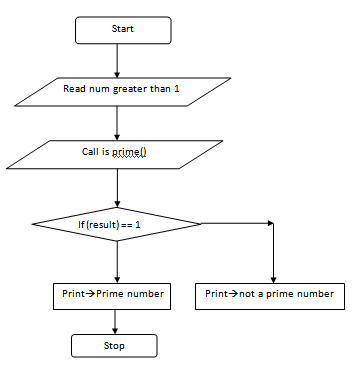 Start
Read num greater than 1
Call is prime()
If (result) == 1
Print→Prime number
Print→not a prime number
Stop